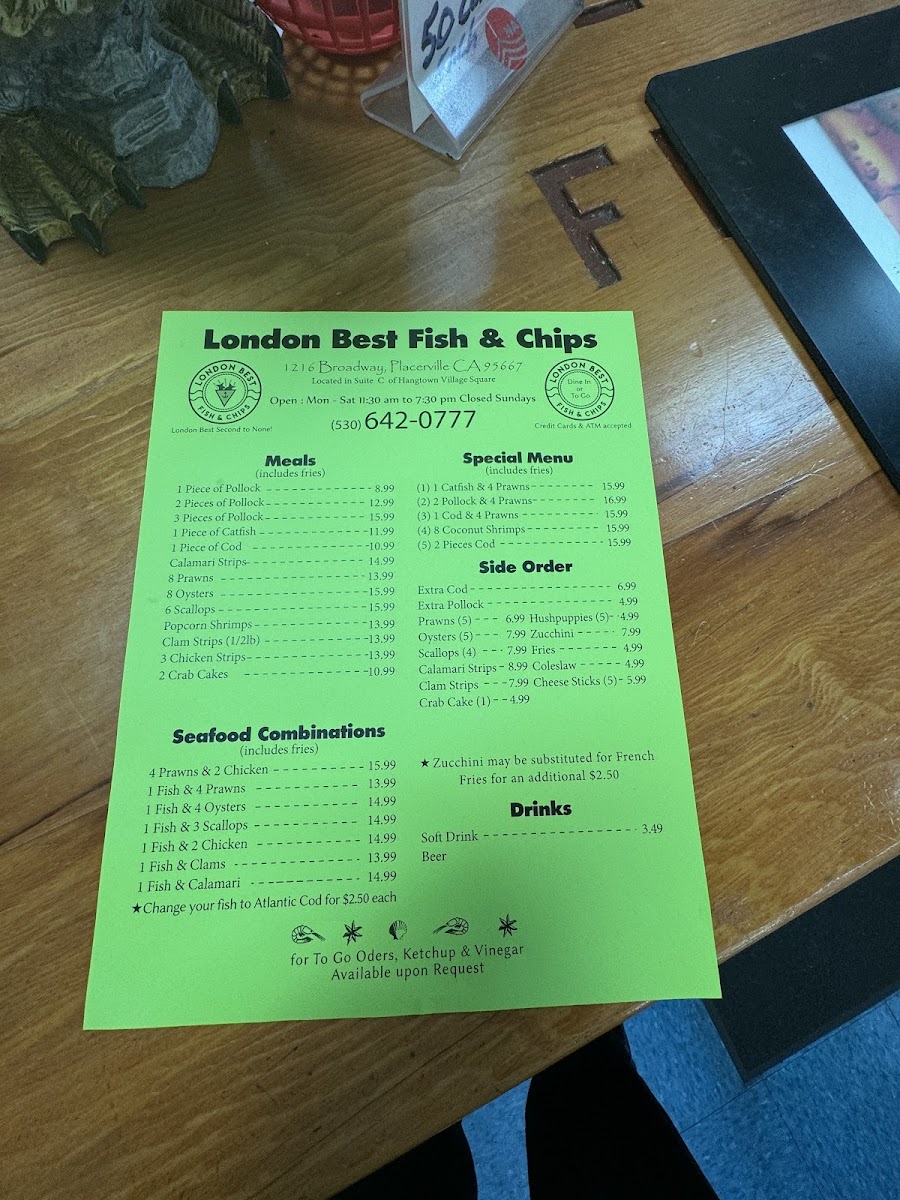 50
F
London Best Fish & Chips
1216 Broadway, Placerville CA 95667
Located in Suite C of Hangtown Village Square
Open : Mon - Sat 11:30 am to 7:30 pm Closed Sundays
(530) 642-0777
LONDON BEST
FISH & CHIPS
London Best Second to None!
LONDON BEST
Dine In
or
To Go
FISH & CHIPS
Credit Cards & ATM accepted
Meals
(includes fries)
1 Piece of Pollock 8.99
2 Pieces of Pollock 12.99
3 Pieces of Pollock 15.99
1 Piece of Catfish 11.99
1 Piece of Cod 10.99
Calamari Strips 14.99
8 Prawns 13.99
8 Oysters 15.99
6 Scallops 15.99
Popcorn Shrimps 13.99
Clam Strips (1/2lb) 13.99
3 Chicken Strips 13.99
2 Crab Cakes 10.99
Seafood Combinations
(includes fries)
4 Prawns & 2 Chicken 15.99
1 Fish & 4 Prawns 13.99
1 Fish & 4 Oysters 14.99
1 Fish & 3 Scallops 14.99
1 Fish & 2 Chicken 14.99
1 Fish & Clams 13.99
1 Fish & Calamari 14.99
★Change your fish to Atlantic Cod for $2.50 each
Special Menu
(includes fries)
(1) 1 Catfish & 4 Prawns 15.99
(2) 2 Pollock & 4 Prawns 16.99
(3) 1 Cod & 4 Prawns 15.99
(4) 8 Coconut Shrimps 15.99
(5) 2 Pieces Cod 15.99
Side Order
Extra Cod 6.99
Extra Pollock 4.99
Prawns (5) 6.99 Hushpuppies (5) 4.99
Oysters (5) 7.99 Zucchini 7.99
Scallops (4) 7.99 Fries 4.99
Calamari Strips 8.99 Coleslaw 4.99
Clam Strips 7.99 Cheese Sticks (5) 5.99
Crab Cake (1) 4.99
★ Zucchini may be substituted for French
Fries for an additional $2.50
Drinks
Soft Drink 3.49
Beer
for To Go Oders, Ketchup & Vinegar
Available upon Request